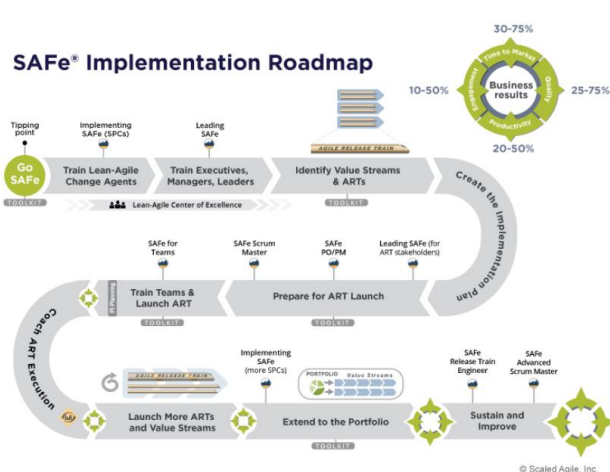 SAFe® Implementation Roadmap
30-75%
Time to Market
10-50%
Engagement
Business
results
Quality
25-75%
Productivity
20-50%
Tipping
point
Implementing
SAFe (SPCs)
Leading
SAFe
AGILE RELEASE TRAIN
Go
SAFe
Train Lean-Agile
Change Agents
Train Executives,
Managers, Leaders
Identify Value Streams
& ARTs
Create the Implementation Plan
TOOLKIT
Lean-Agile Center of Excellence
TOOLKIT
SAFe for
Teams
SAFe Scrum
Master
SAFe
PO/PM
Leading SAFe (for
ART stakeholders)
PI Planning
Train Teams &
Launch ART
Prepare for ART Launch
TOOLKIT
TOOLKIT
Coach ART Execution
AGILE RELEASE TRAIN
Implementing
SAFe
(more SPCs)
PORTFOLIO
Value Streams
SAFe
Release Train
Engineer
SAFe
Advanced
Scrum Master
Launch More ARTs
and Value Streams
Extend to the Portfolio
Sustain and
Improve
TOOLKIT
© Scaled Agile, Inc.